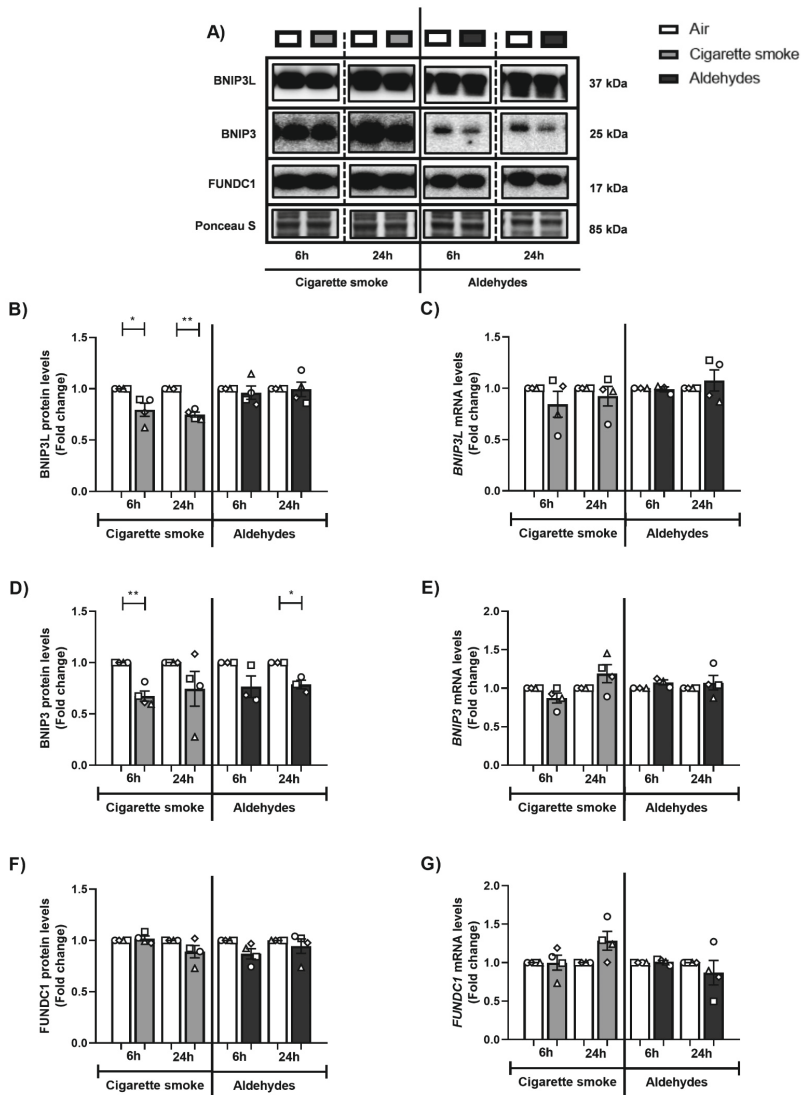 A)
Air
Cigarette smoke
Aldehydes
BNIP3L
37 kDa
BNIP3
25 kDa
FUNDC1
17 kDa
Ponceau S
85 kDa
6h
24h
6h
24h
Cigarette smoke
Aldehydes
B)
BNIP3L protein levels
(Fold change)
1.5
1.0
0.5
0.0
*
**
6h
24h
6h
24h
Cigarette smoke
Aldehydes
C)
BNIP3L mRNA levels
(Fold change)
1.5
1.0
0.5
0.0
6h
24h
6h
24h
Cigarette smoke
Aldehydes
D)
BNIP3 protein levels
(Fold change)
1.5
1.0
0.5
0.0
**
*
6h
24h
6h
24h
Cigarette smoke
Aldehydes
E)
BNIP3 mRNA levels
(Fold change)
2.0
1.5
1.0
0.5
0.0
6h
24h
6h
24h
Cigarette smoke
Aldehydes
F)
FUNDC1 protein levels
(Fold change)
1.5
1.0
0.5
0.0
6h
24h
6h
24h
Cigarette smoke
Aldehydes
G)
FUNDC1 mRNA levels
(Fold change)
2.0
1.5
1.0
0.5
0.0
6h
24h
6h
24h
Cigarette smoke
Aldehydes